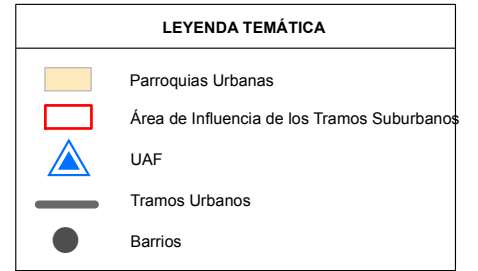 LEYENDA TEMÁTICA
Parroquias Urbanas
Área de Influencia de los Tramos Suburbanos
UAF
Tramos Urbanos
Barrios